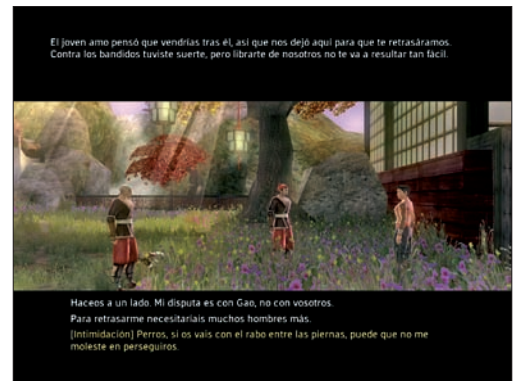 El joven amo pensó que vendrías tras él, así que nos dejó aquí para que te retrasáramos.
Contra los bandidos tuviste suerte, pero librarte de nosotros no te va a resultar tan fácil.
Haceos a un lado. Mi disputa es con Gao, no con vosotros.
Para retrasarme necesitaríais muchos hombres más.
[Intimidación] Perros, si os vais con el rabo entre las piernas, puede que no me
moleste en perseguiros.